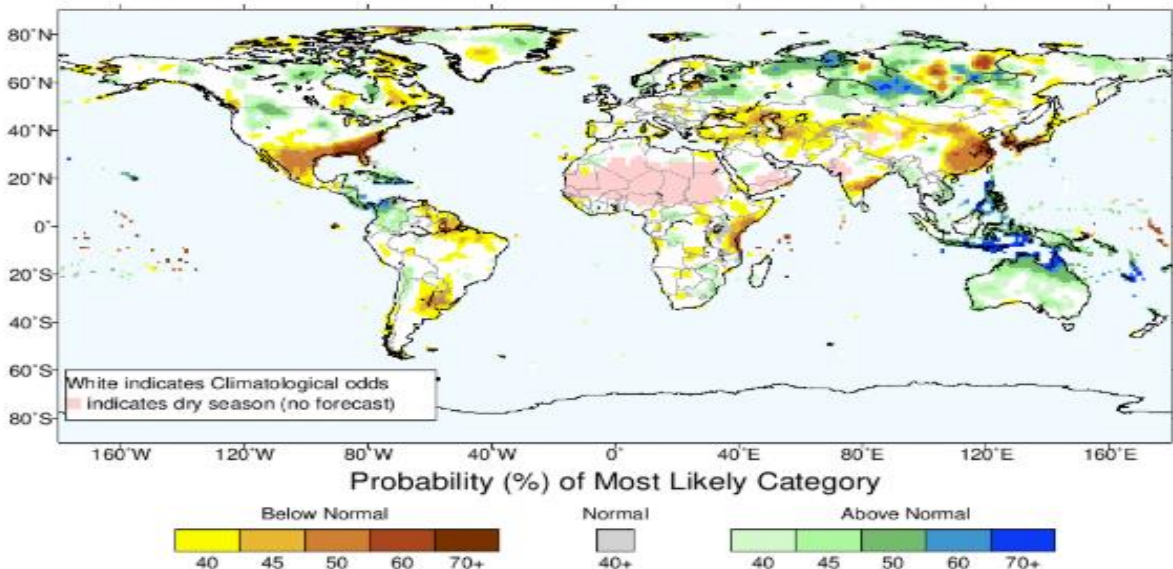 80°N
60°N
40°N
20°N
0°
20°S
40°S
60°S
80°S
White indicates Climatological odds
indicates dry season (no forecast)
160°W 120°W 80°W 40°W 0° 40°E 80°E 120°E 160°E
Probability (%) of Most Likely Category
Below Normal Normal Above Normal
40 45 50 60 70+ 40+ 40 45 50 60 70+